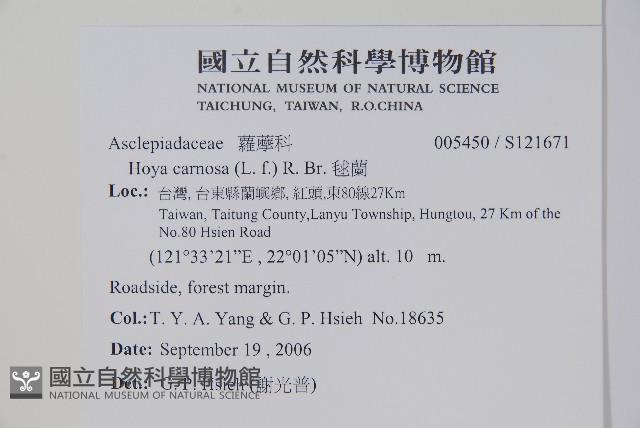 國立自然科學博物館
NATIONAL MUSEUM OF NATURAL SCIENCE
TAICHUNG, TAIWAN, R.O.CHINA
Asclepiadaceae 蘿藦科 005450 / S121671
Hoya carnosa (L. f.) R. Br. 毬蘭
Loc.: 台灣, 台東縣蘭嶼鄉, 紅頭,東80線27Km
Taiwan, Taitung County,Lanyu Township, Hungtou, 27 Km of the
No.80 Hsien Road
(121°33'21”E , 22°01'05”N) alt. 10 m.
Roadside, forest margin.
Col.: T. Y. A. Yang & G. P. Hsieh No.18635
Date: September 19 , 2006
Det.: G. P. Hsieh (謝光普)
國立自然科學博物館
NATIONAL MUSEUM OF NATURAL SCIENCE